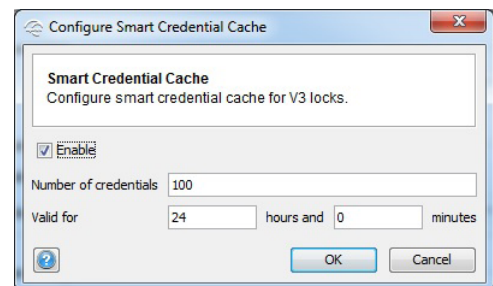 Configure Smart Credential Cache
Smart Credential Cache
Configure smart credential cache for V3 locks.
Enable
Number of credentials 100
Valid for 24 hours and 0 minutes
? OK Cancel